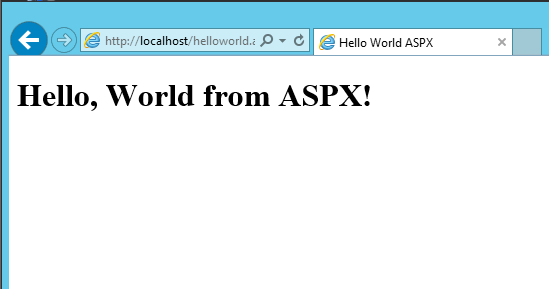 http://localhost/helloworld.a
Hello World ASPX
Hello, World from ASPX!